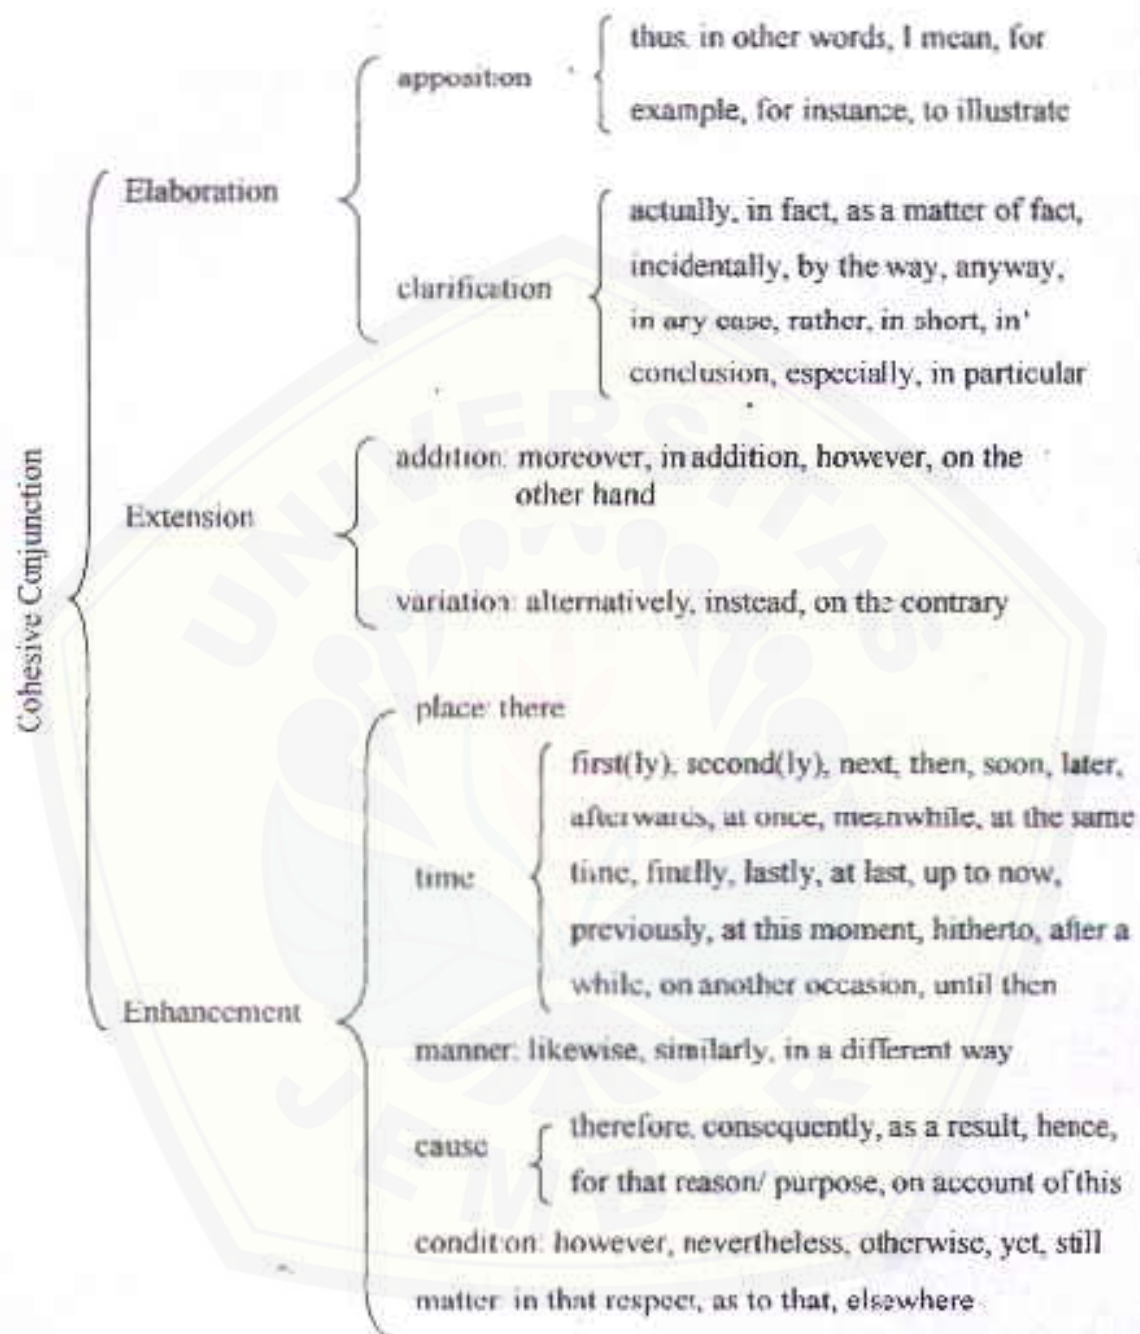 thus, in other words, I mean, for
apposition
example, for instance, to illustrate
Elaboration
actually, in fact, as a matter of fact,
incidentally, by the way, anyway,
clarification
in any case, rather, in short, in
conclusion, especially, in particular
Cohesive Conjunction
addition: moreover, in addition, however, on the
other hand
Extension
variation: alternatively, instead, on the contrary
place: there
first(ly), second(ly), next, then, soon, later,
afterwards, at once, meanwhile, at the same
time
time, finally, lastly, at last, up to now,
previously, at this moment, hitherto, after a
while, on another occasion, until then
Enhancement
manner: likewise, similarly, in a different way
therefore, consequently, as a result, hence,
cause
for that reason/ purpose, on account of this
condition: however, nevertheless, otherwise, yet, still
matter: in that respect, as to that, elsewhere
UNIVERSITAS
JEMBER